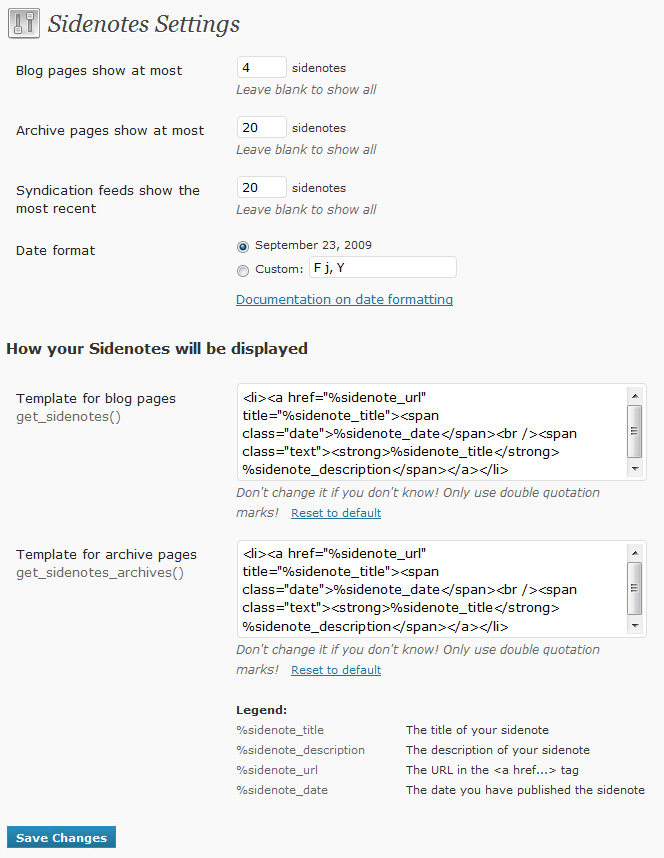 Sidenotes Settings
Blog pages show at most
4 sidenotes
Leave blank to show all
Archive pages show at most
20 sidenotes
Leave blank to show all
Syndication feeds show the
most recent
20 sidenotes
Leave blank to show all
Date format
September 23, 2009
Custom: F j, Y
Documentation on date formatting
How your Sidenotes will be displayed
Template for blog pages
get_sidenotes()
<li><a href="%sidenote_url"
title="%sidenote_title"><span
class="date">%sidenote_date</span><br /><span
class="text"><strong>%sidenote_title</strong>
%sidenote_description</span></a></li>
Don't change it if you don't know! Only use double quotation
marks! Reset to default
Template for archive pages
get_sidenotes_archives()
<li><a href="%sidenote_url"
title="%sidenote_title"><span
class="date">%sidenote_date</span><br /><span
class="text"><strong>%sidenote_title</strong>
%sidenote_description</span></a></li>
Don't change it if you don't know! Only use double quotation
marks! Reset to default
Legend:
%sidenote_title The title of your sidenote
%sidenote_description The description of your sidenote
%sidenote_url The URL in the <a href...> tag
%sidenote_date The date you have published the sidenote
Save Changes